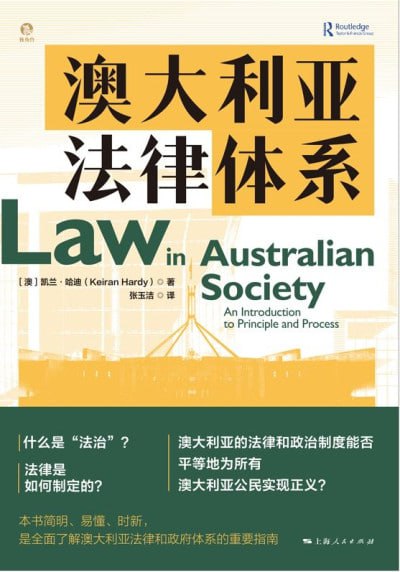 独角兽
Routledge
Taylor & Francis Group
澳大利亚
法律体系
Law in Australian
Society
An Introduction
to Principle and Process
[澳] 凯兰·哈迪 (Keiran Hardy) ◎ 著
张玉洁 ◎ 译
什么是“法治”？
法律是
如何制定的？
澳大利亚的法律和政治制度能否
平等地为所有
澳大利亚公民实现正义？
本书简明、易懂、时新，
是全面了解澳大利亚法律和政府体系的重要指南
上海人民出版社